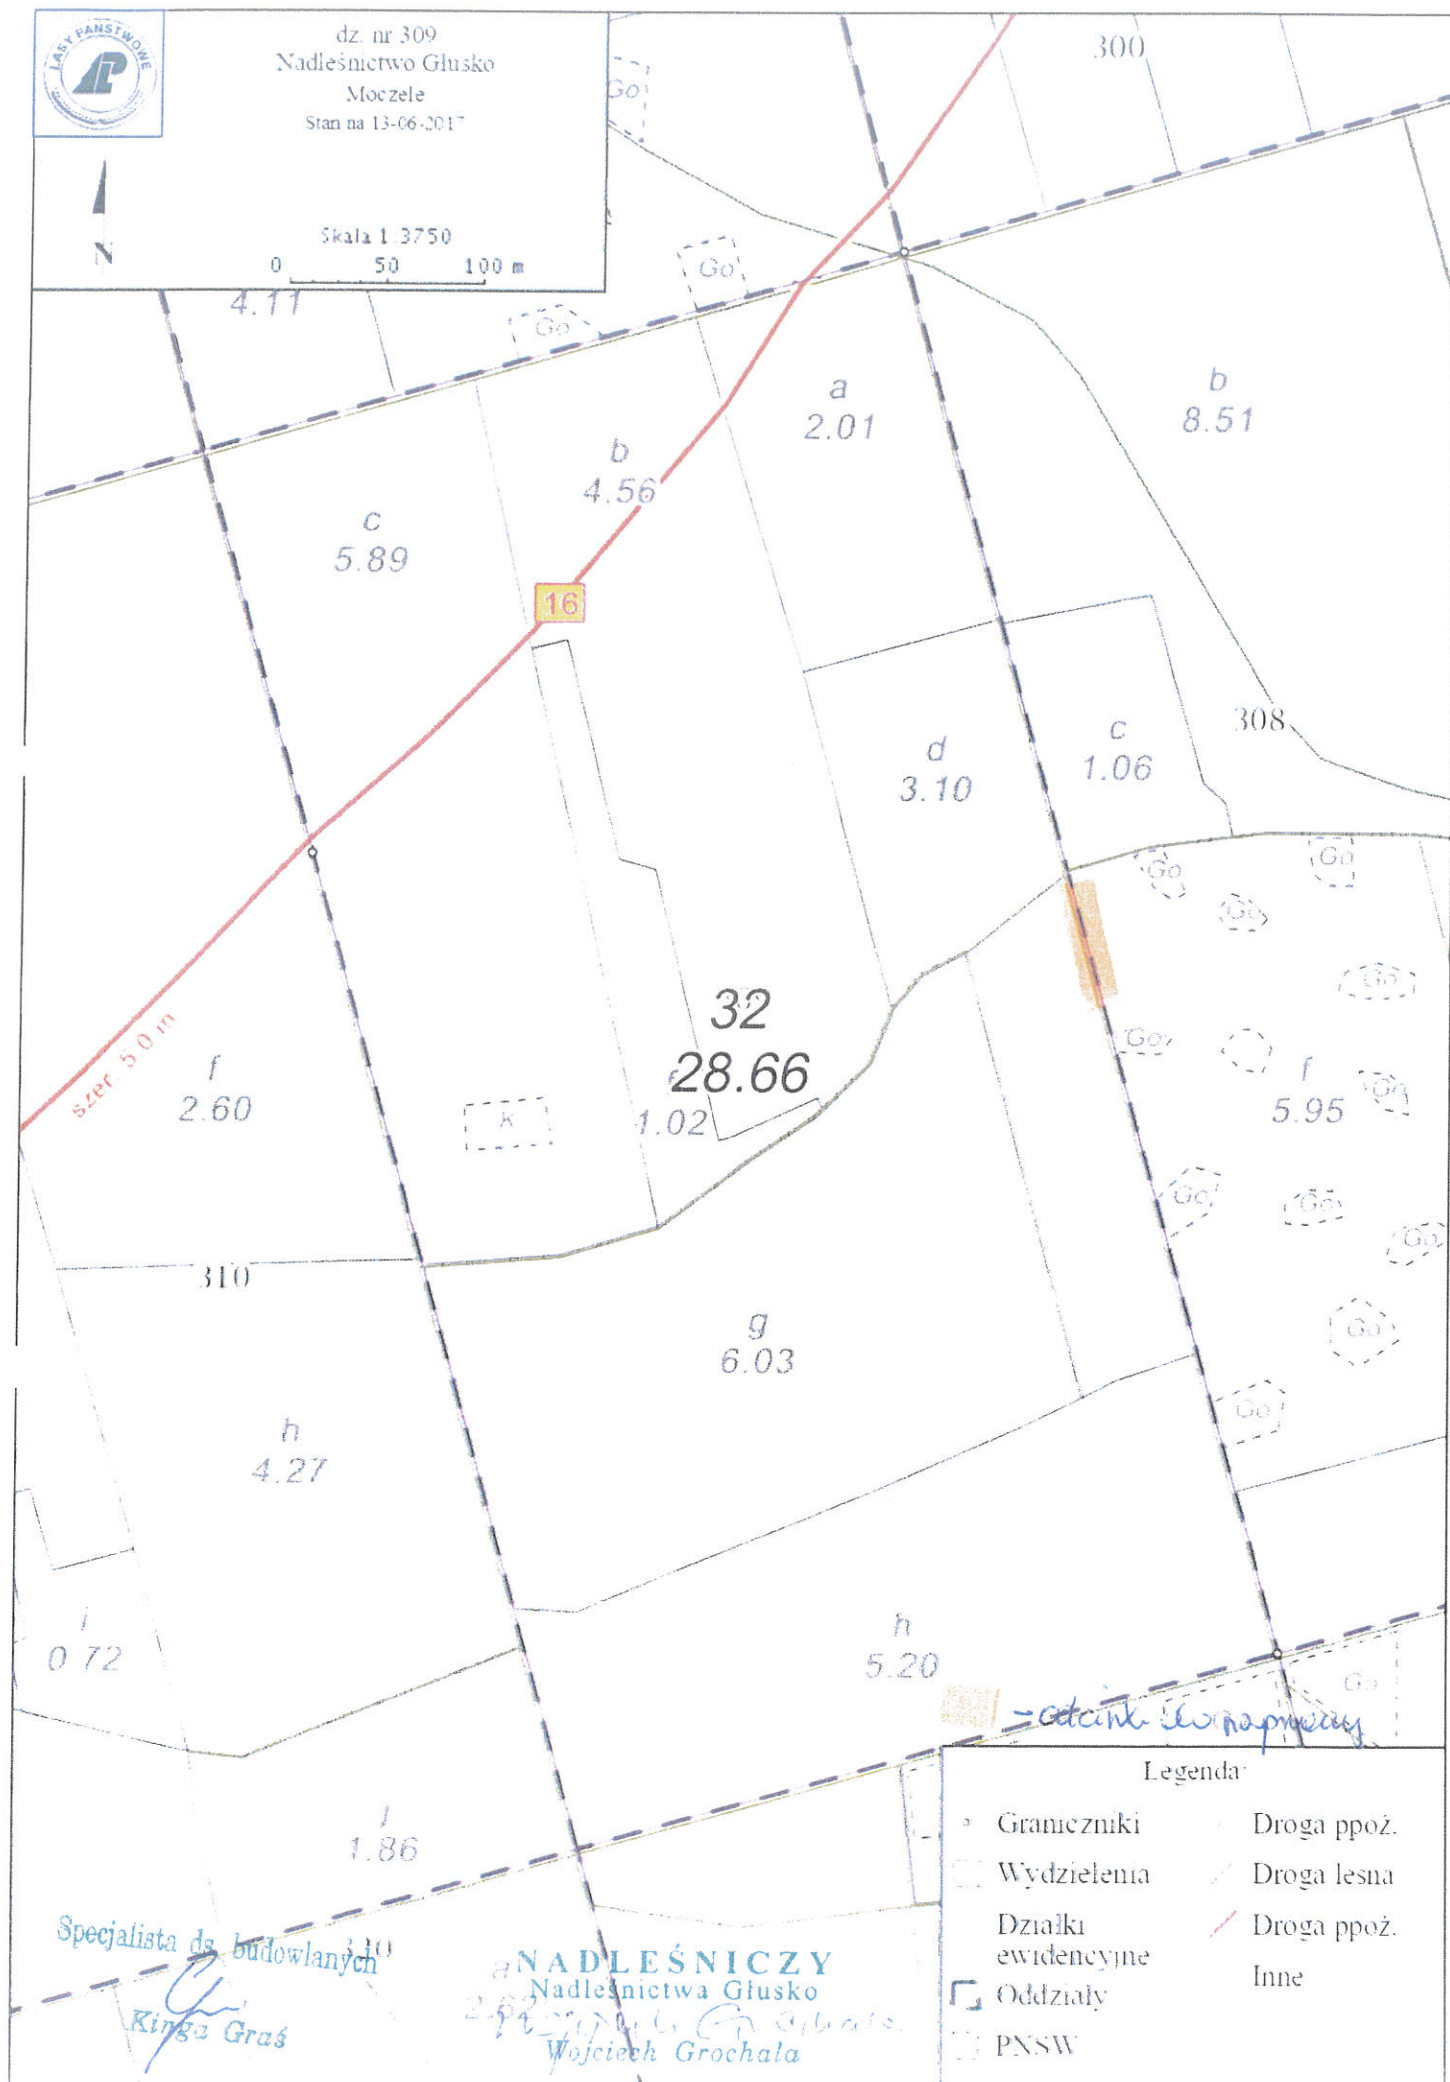 LASY PAŃSTWOWE
dz. nr 309
Nadleśnictwo Głusko
Moczele
Stan na 13-06-2017
N
Skala 1:3750
0 50 100 m
300
Go
Go
Go
4.11
a
2.01
b
8.51
b
4.56
c
5.89
16
308
c
1.06
d
3.10
Go
Go
Go
Go
32
28.66
szer. 5.0 m
f
2.60
K
1.02
Go
f
5.95
Go
Go
Go
Go
310
g
6.03
Go
Go
h
4.27
i
0.72
h
5.20
Go
- odcinek do naprawy
1.86
Legenda:
Graniczniki
Wydzielenia
Działki
ewidencyjne
Oddziały
PNSW
Droga ppoż.
Droga lesna
Droga ppoż.
Inne
Specjalista ds. budowlanych
Kinga Graś
340
a
2.62
NADLEŚNICZY
Nadleśnictwa Głusko
Wojciech Grochala